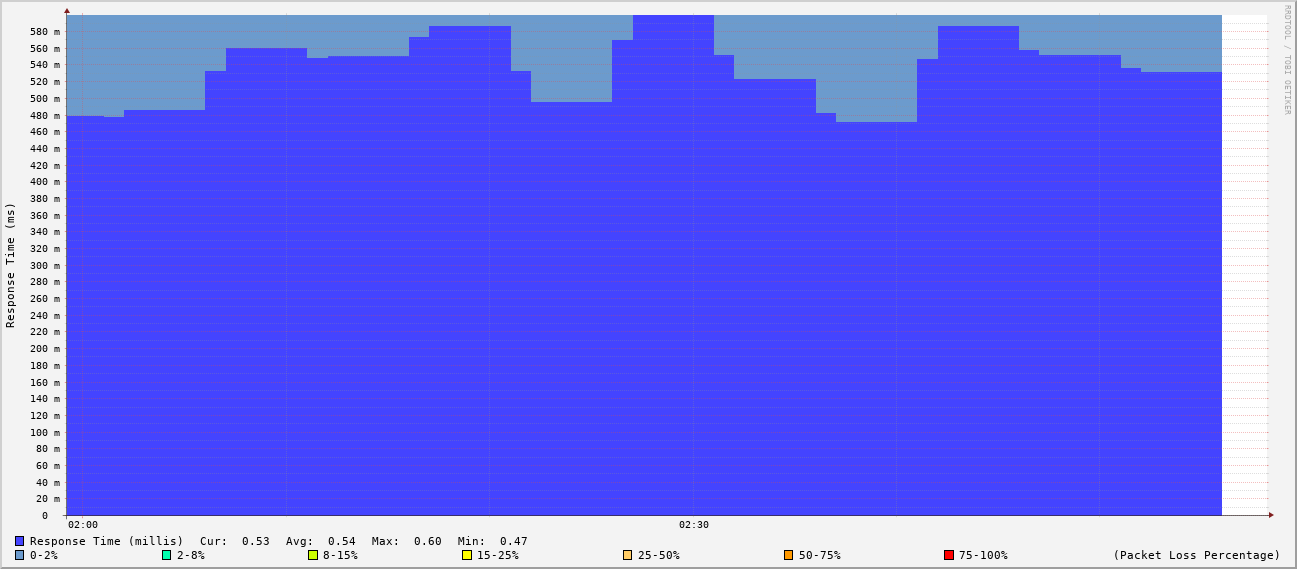 RRDTOOL / TOBI OETIKER
Response Time (ms)
580 m
560 m
540 m
520 m
500 m
480 m
460 m
440 m
420 m
400 m
380 m
360 m
340 m
320 m
300 m
280 m
260 m
240 m
220 m
200 m
180 m
160 m
140 m
120 m
100 m
80 m
60 m
40 m
20 m
0
02:00 02:30
Response Time (millis) Cur: 0.53 Avg: 0.54 Max: 0.60 Min: 0.47
0-2% 2-8% 8-15% 15-25% 25-50% 50-75% 75-100% (Packet Loss Percentage)